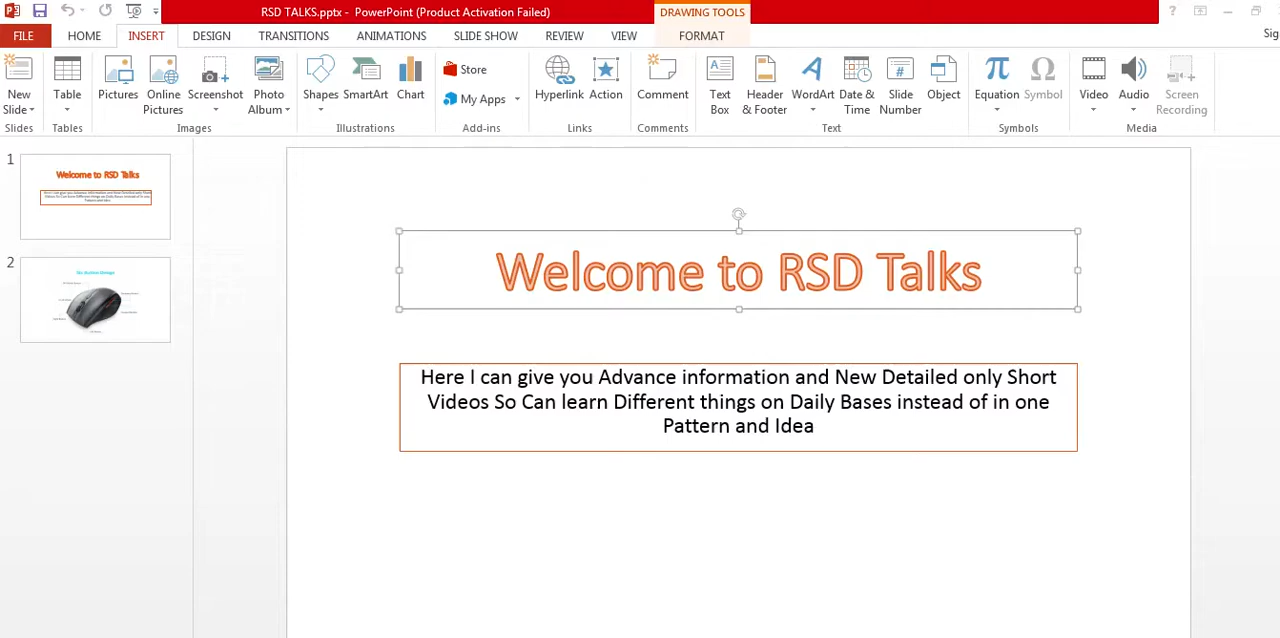 RSD TALKS.pptx - PowerPoint (Product Activation Failed)
DRAWING TOOLS
?
FILE HOME INSERT DESIGN TRANSITIONS ANIMATIONS SLIDE SHOW REVIEW VIEW FORMAT Sig
New Slide
Table
Pictures
Online Pictures
Screenshot
Photo Album
Shapes
SmartArt
Chart
Store
My Apps
Hyperlink
Action
Comment
Text Box
Header & Footer
WordArt
Date & Time
Slide Number
Object
Equation
Symbol
Video
Audio
Screen Recording
Slides Tables Images Illustrations Add-ins Links Comments Text Symbols Media
1
Welcome to RSD Talks
2
Welcome to RSD Talks
Here I can give you Advance information and New Detailed only Short
Videos So Can learn Different things on Daily Bases instead of in one
Pattern and Idea